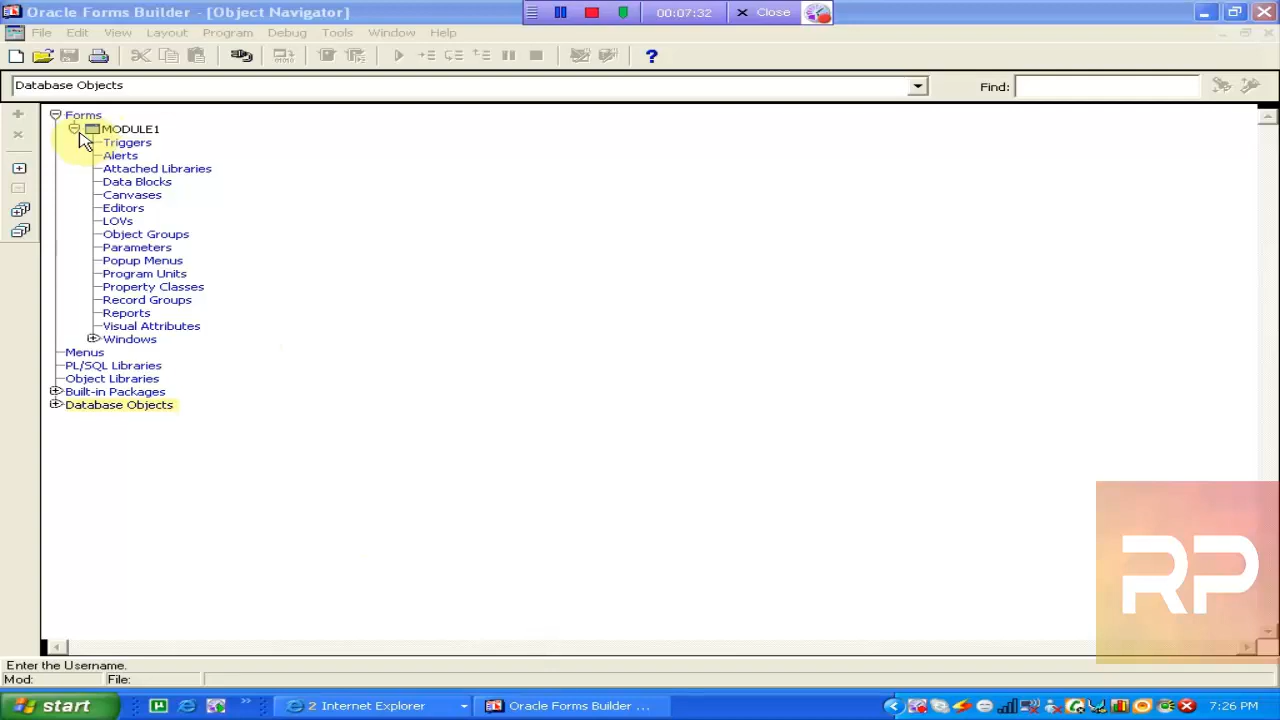 Oracle Forms Builder - [Object Navigator]
00:07:32
Close
File Edit View Layout Program Debug Tools Window Help
Database Objects
Find:
Forms
MODULE1
Triggers
Alerts
Attached Libraries
Data Blocks
Canvases
Editors
LOVs
Object Groups
Parameters
Popup Menus
Program Units
Property Classes
Record Groups
Reports
Visual Attributes
Windows
Menus
PL/SQL Libraries
Object Libraries
Built-in Packages
Database Objects
RP
Enter the Username.
Mod: File:
start
2 Internet Explorer
Oracle Forms Builder ...
7:26 PM